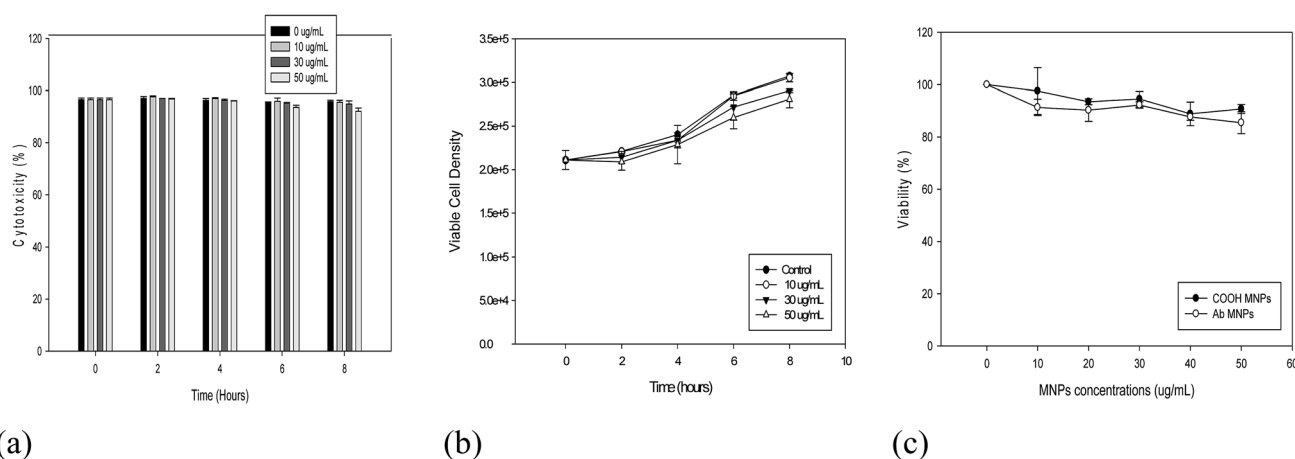 0 ug/mL
10 ug/mL
30 ug/mL
50 ug/mL
120
100
80
60
40
20
0
Cytotoxicity (%)
0 2 4 6 8
Time (Hours)
(a)
3.5e+5
3.0e+5
2.5e+5
2.0e+5
1.5e+5
1.0e+5
5.0e+4
0.0
Viable Cell Density
Control
10 ug/mL
30 ug/mL
50 ug/mL
0 2 4 6 8 10
Time (hours)
(b)
120
100
80
60
40
20
0
Viability (%)
COOH MNPs
Ab MNPs
0 10 20 30 40 50 60
MNPs concentrations (ug/mL)
(c)